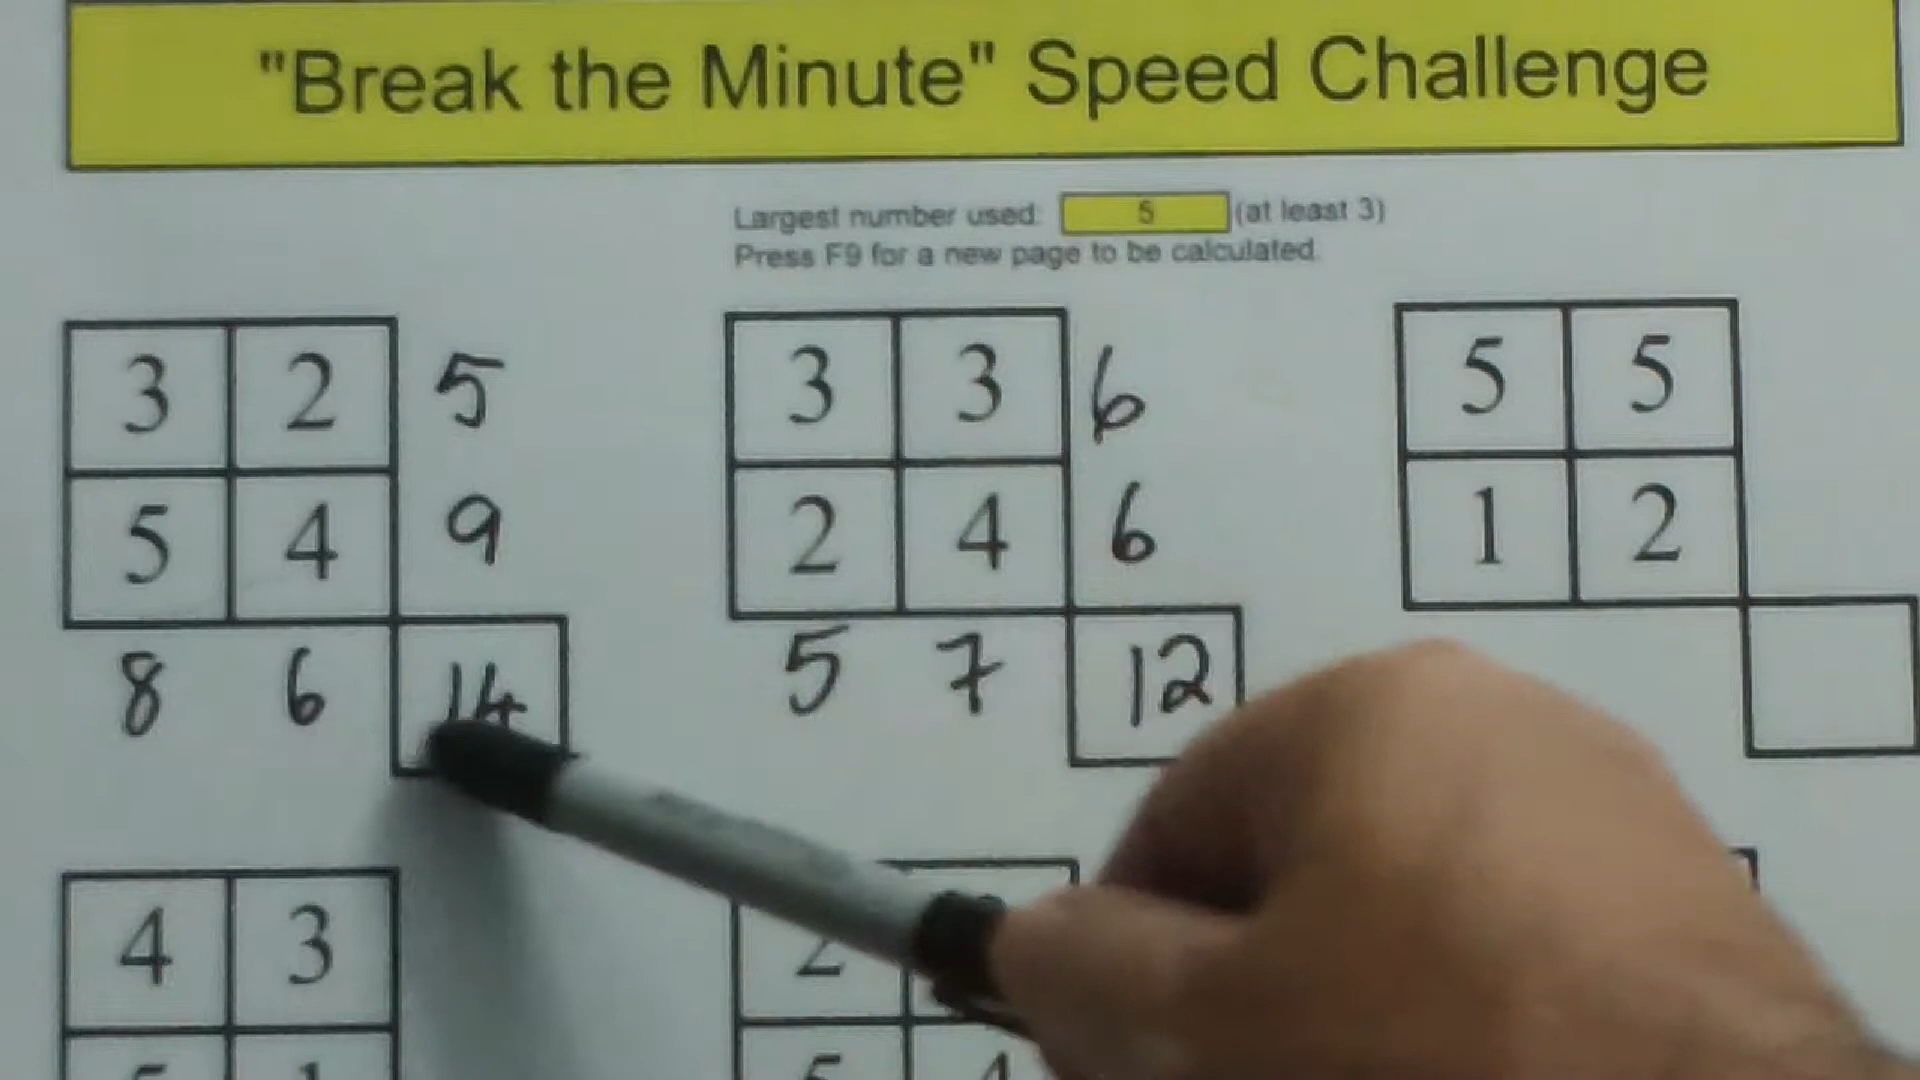 "Break the Minute" Speed Challenge
Largest number used: 5 (at least 3)
Press F9 for a new page to be calculated.
3 2 5 3 3 6 5 5
5 4 9 2 4 6 1 2
8 6 14 5 7 12
4 3 2